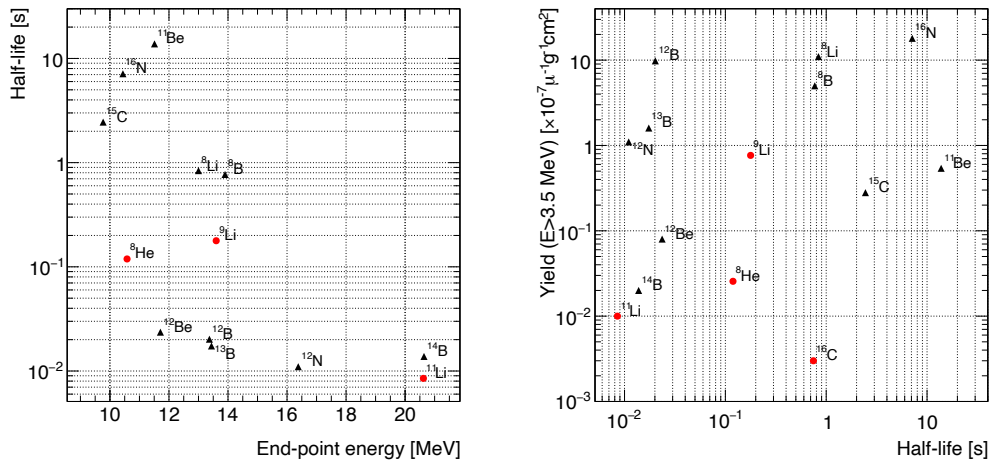 Half-life [s]
10
1
10⁻¹
10⁻²
¹¹Be
¹⁶N
¹⁵C
⁸Li
⁸B
⁹Li
⁸He
¹²Be
¹²B
¹³B
¹²N
¹⁴B
¹¹Li
10 12 14 16 18 20
End-point energy [MeV]
Yield (E>3.5 MeV) [×10⁻⁷μ⁻¹g⁻¹cm²]
10
1
10⁻¹
10⁻²
10⁻³
¹⁶N
¹²B
⁸Li
⁸B
¹³B
¹²N
⁹Li
¹¹Be
¹⁵C
¹²Be
⁸He
¹⁴B
¹¹Li
¹⁶C
10⁻² 10⁻¹ 1 10
Half-life [s]